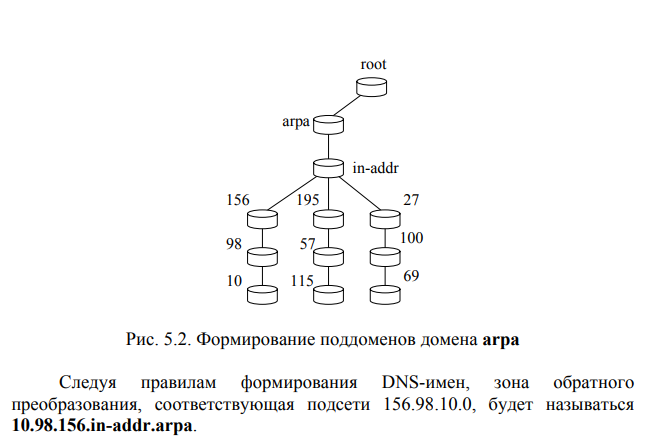 root
arpa
in-addr
156 195 27
98 57 100
10 115 69
Рис. 5.2. Формирование поддоменов домена arpa
Следуя правилам формирования DNS-имен, зона обратного
преобразования, соответствующая подсети 156.98.10.0, будет называться
10.98.156.in-addr.arpa.